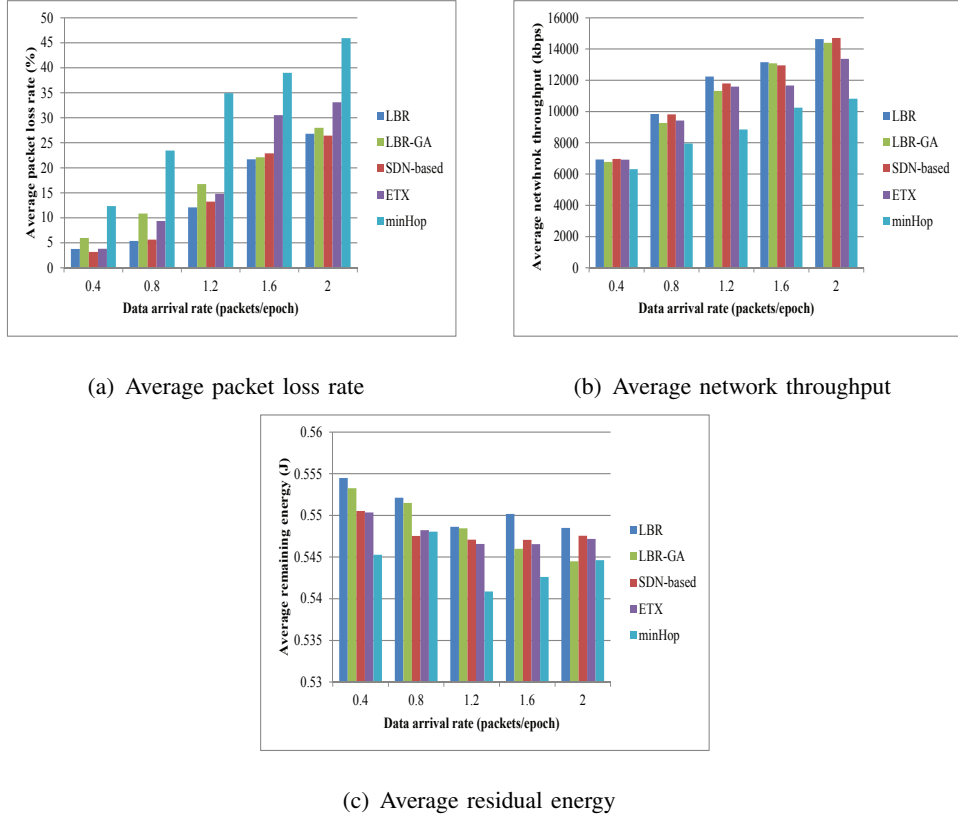 50
45
40
35
30
25
20
15
10
5
0
Average packet loss rate (%)
0.4 0.8 1.2 1.6 2
Data arrival rate (packets/epoch)
LBR
LBR-GA
SDN-based
ETX
minHop
(a) Average packet loss rate
16000
14000
12000
10000
8000
6000
4000
2000
0
Average netwhrok throughput (kbps)
0.4 0.8 1.2 1.6 2
Data arrival rate (packets/epoch)
LBR
LBR-GA
SDN-based
ETX
minHop
(b) Average network throughput
0.56
0.555
0.55
0.545
0.54
0.535
0.53
Average remaining energy (J)
0.4 0.8 1.2 1.6 2
Data arrival rate (packets/epoch)
LBR
LBR-GA
SDN-based
ETX
minHop
(c) Average residual energy